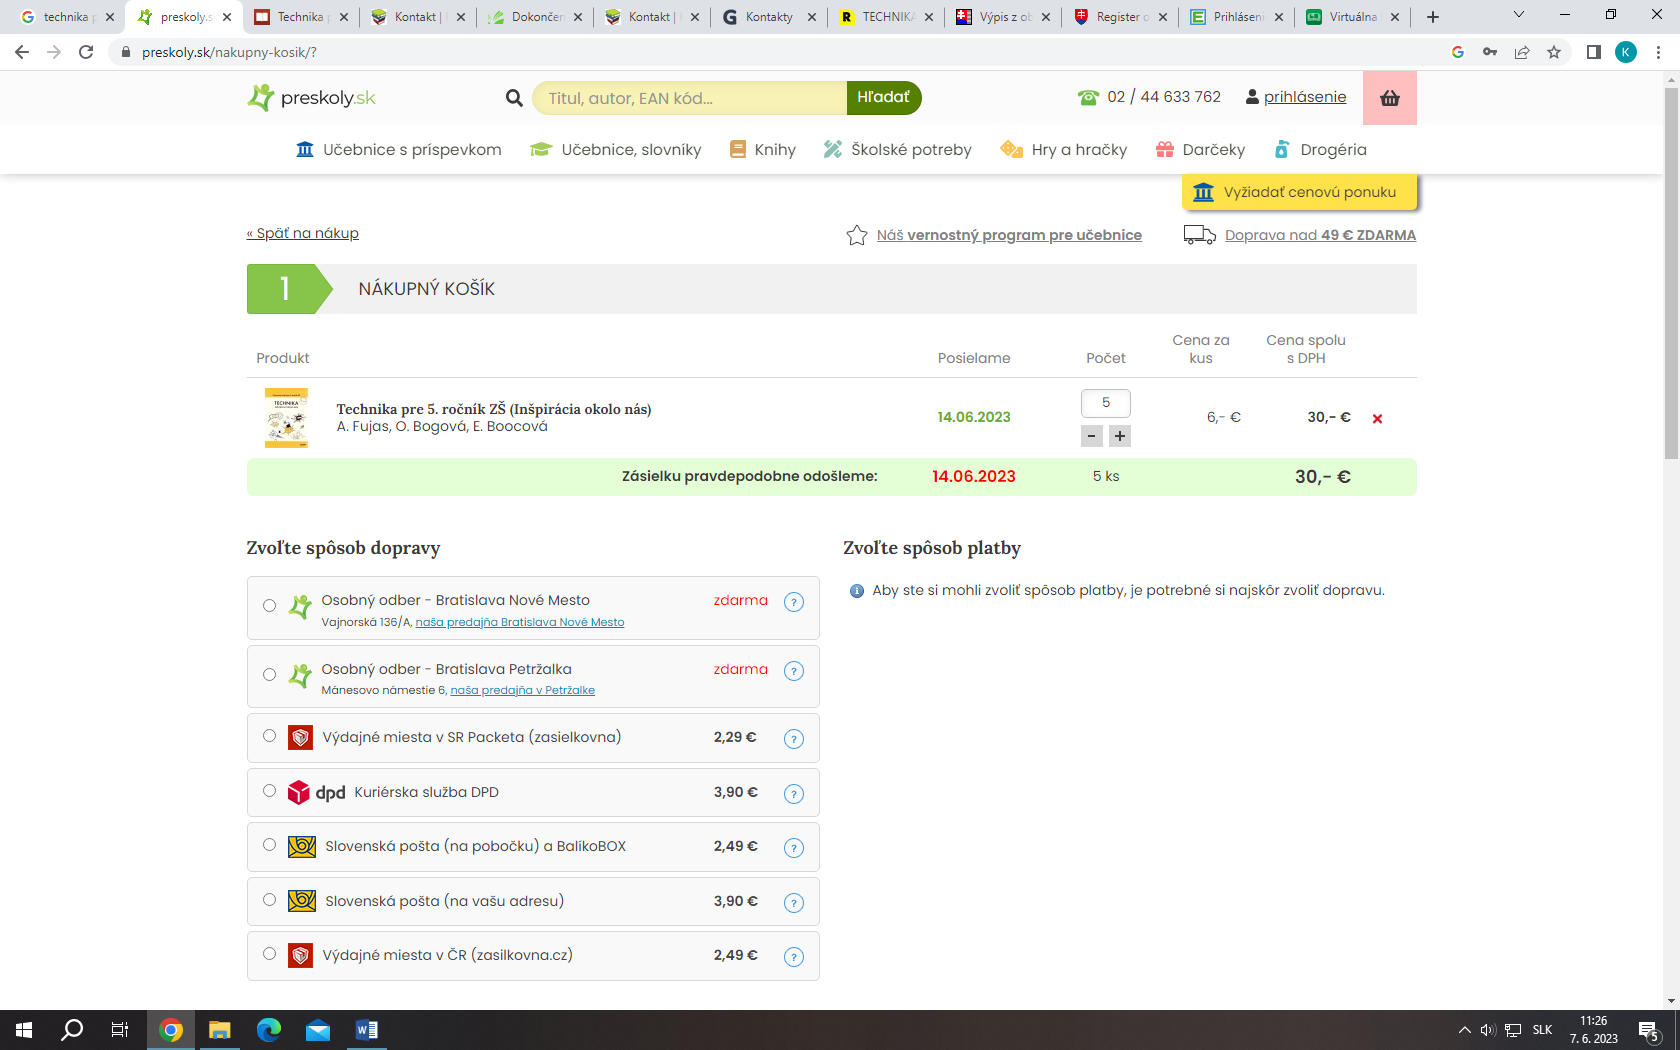 technika p
preskoly.s
Technika p
Kontakt |
Dokončen
Kontakt |
Kontakty
TECHNIKA
Výpis z ob
Register o
Prihláseni
Virtuálna
preskoly.sk/nakupny-kosik/?
K
preskoly.sk
Titul, autor, EAN kód...
Hľadať
02 / 44 633 762
prihlásenie
Učebnice s príspevkom
Učebnice, slovníky
Knihy
Školské potreby
Hry a hračky
Darčeky
Drogéria
Vyžiadať cenovú ponuku
« Späť na nákup
Náš vernostný program pre učebnice
Doprava nad 49 € ZDARMA
1 NÁKUPNÝ KOŠÍK
Produkt
Posielame
Počet
Cena za kus
Cena spolu s DPH
Technika pre 5. ročník ZŠ (Inšpirácia okolo nás)
A. Fujas, O. Bogová, E. Boocová
14.06.2023
5
- +
6,- €
30,- €
Zásielku pravdepodobne odošleme: 14.06.2023 5 ks 30,- €
Zvoľte spôsob dopravy
Osobný odber - Bratislava Nové Mesto zdarma ?
Vajnorská 136/A, naša predajňa Bratislava Nové Mesto
Osobný odber - Bratislava Petržalka zdarma ?
Mánesovo námestie 6, naša predajňa v Petržalke
Výdajné miesta v SR Packeta (zasielkovna) 2,29 € ?
dpd Kuriérska služba DPD 3,90 € ?
Slovenská pošta (na pobočku) a BalíkoBOX 2,49 € ?
Slovenská pošta (na vašu adresu) 3,90 € ?
Výdajné miesta v ČR (zasilkovna.cz) 2,49 € ?
Zvoľte spôsob platby
Aby ste si mohli zvoliť spôsob platby, je potrebné si najskôr zvoliť dopravu.
SLK
11:26
7. 6. 2023
5